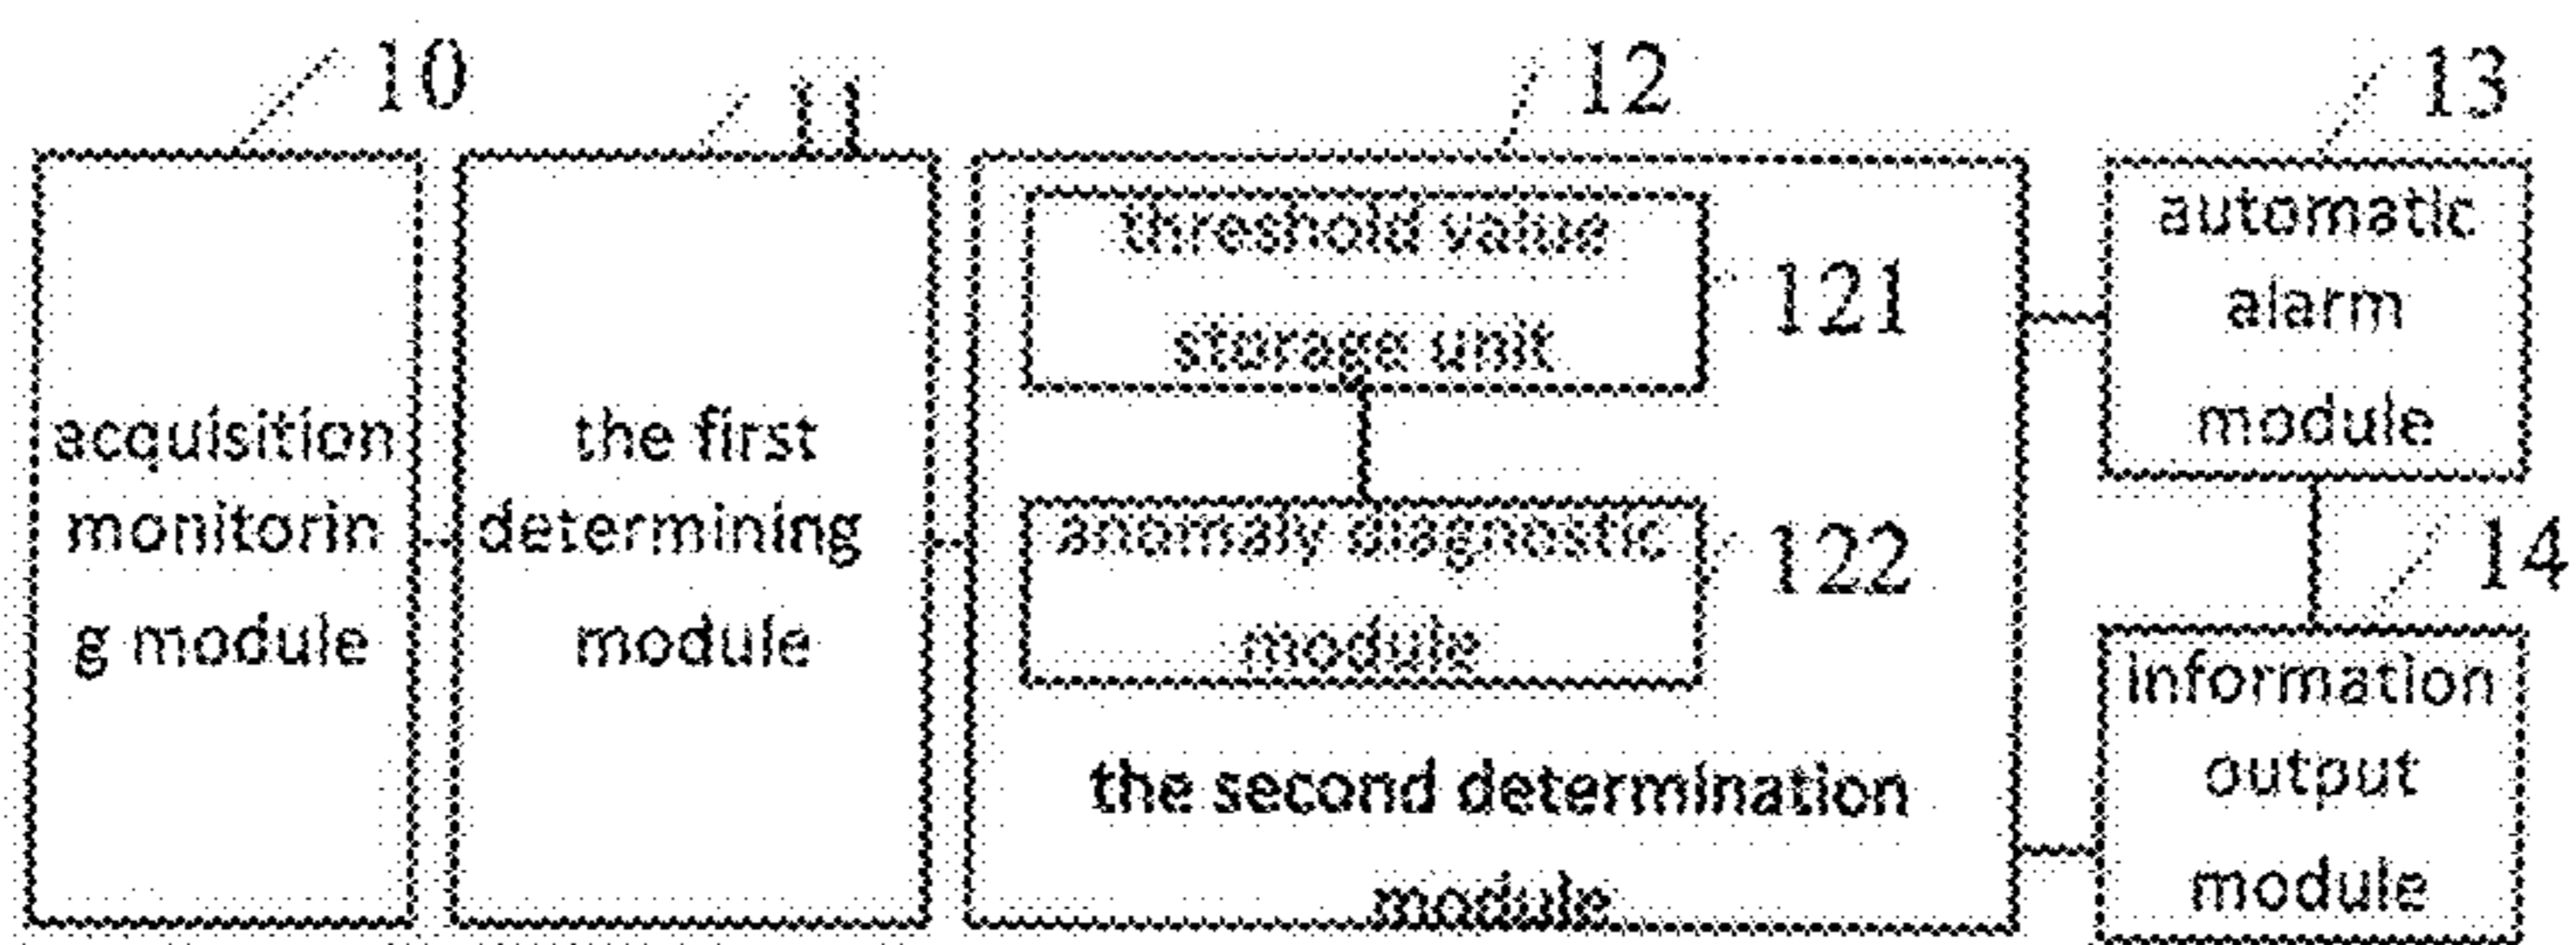 10
11
12
13
acquisition
monitorin
g module
the first
determining
module
threshold value
storage unit
121
anomaly diagnostic
module
122
the second determination
module
automatic
alarm
module
14
information
output
module